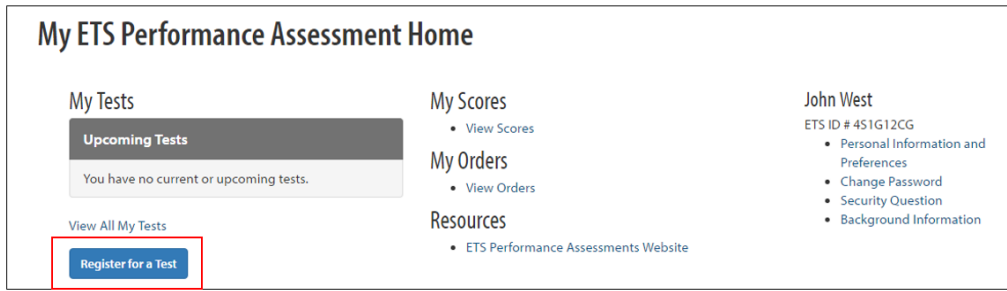 My ETS Performance Assessment Home
My Tests
Upcoming Tests
You have no current or upcoming tests.
View All My Tests
Register for a Test
My Scores
• View Scores
My Orders
• View Orders
Resources
• ETS Performance Assessments Website
John West
ETS ID # 4S1G12CG
• Personal Information and
Preferences
• Change Password
• Security Question
• Background Information